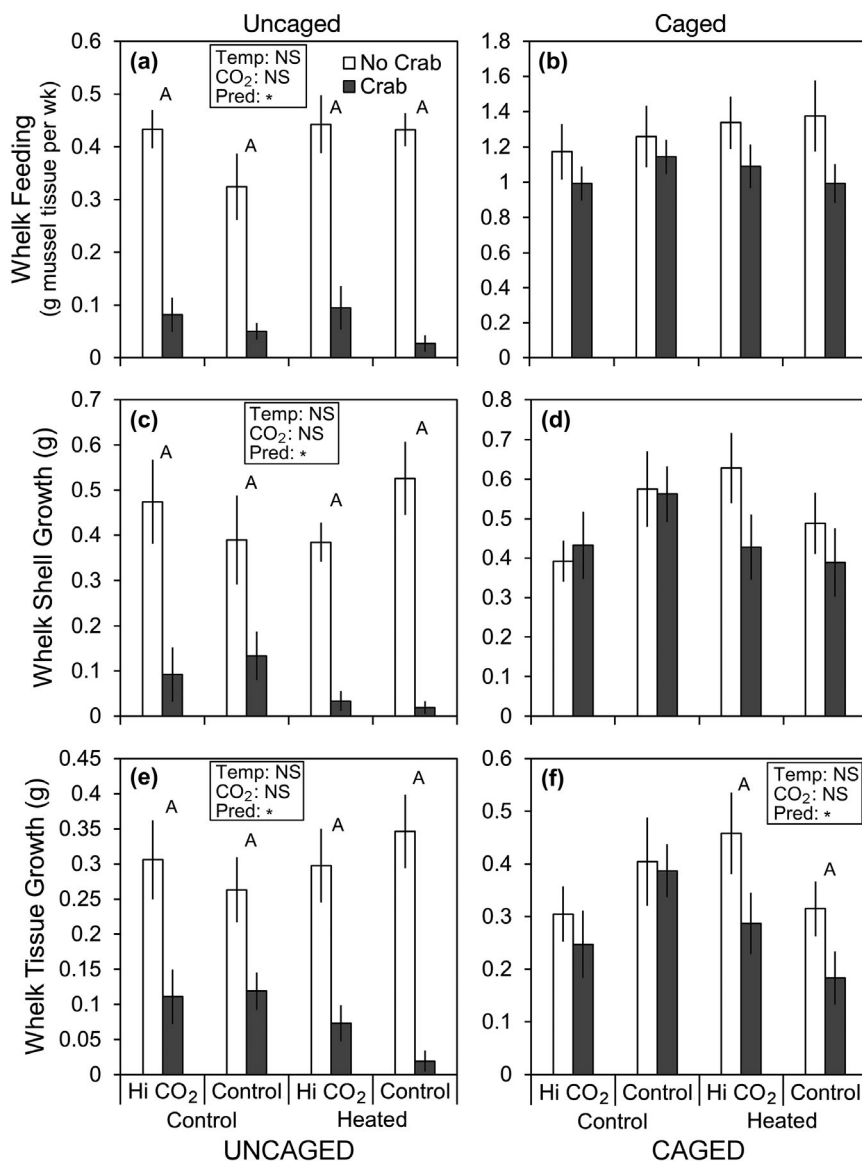 Uncaged
Caged
Whelk Feeding
(g mussel tissue per wk)
(a)
Temp: NS
CO₂: NS
Pred: *
No Crab
Crab
A
A
A
A
0.6
0.5
0.4
0.3
0.2
0.1
0
(b)
1.8
1.6
1.4
1.2
1
0.8
0.6
0.4
0.2
0
Whelk Shell Growth (g)
(c)
Temp: NS
CO₂: NS
Pred: *
A
A
A
A
0.7
0.6
0.5
0.4
0.3
0.2
0.1
0
(d)
0.8
0.7
0.6
0.5
0.4
0.3
0.2
0.1
0
Whelk Tissue Growth (g)
(e)
Temp: NS
CO₂: NS
Pred: *
A
A
A
A
0.45
0.4
0.35
0.3
0.25
0.2
0.15
0.1
0.05
0
(f)
Temp: NS
CO₂: NS
Pred: *
A
A
0.6
0.5
0.4
0.3
0.2
0.1
0
Hi CO₂ Control Hi CO₂ Control
Control Heated
UNCAGED
Hi CO₂ Control Hi CO₂ Control
Control Heated
CAGED